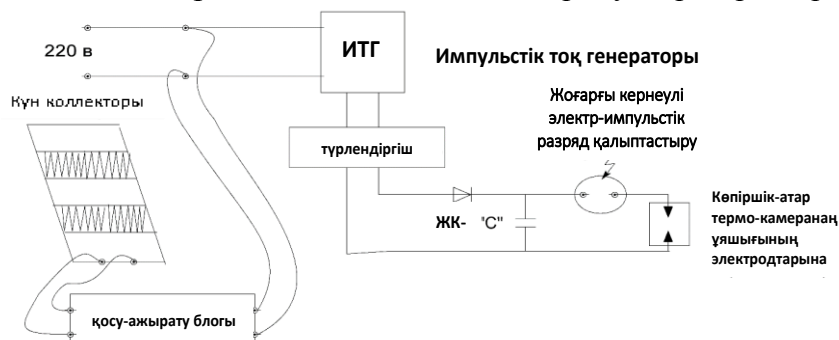 220 в
ИТГ
Импульстік тоқ генераторы
Күн коллекторы
Жоғарғы кернеулі
электр-импульстік
разряд қалыптастыру
түрлендіргіш
ЖК- "С"
Көпіршік-атар
термо-камеранаң
ұяшығының
электродтарына
қосу-ажырату блогы